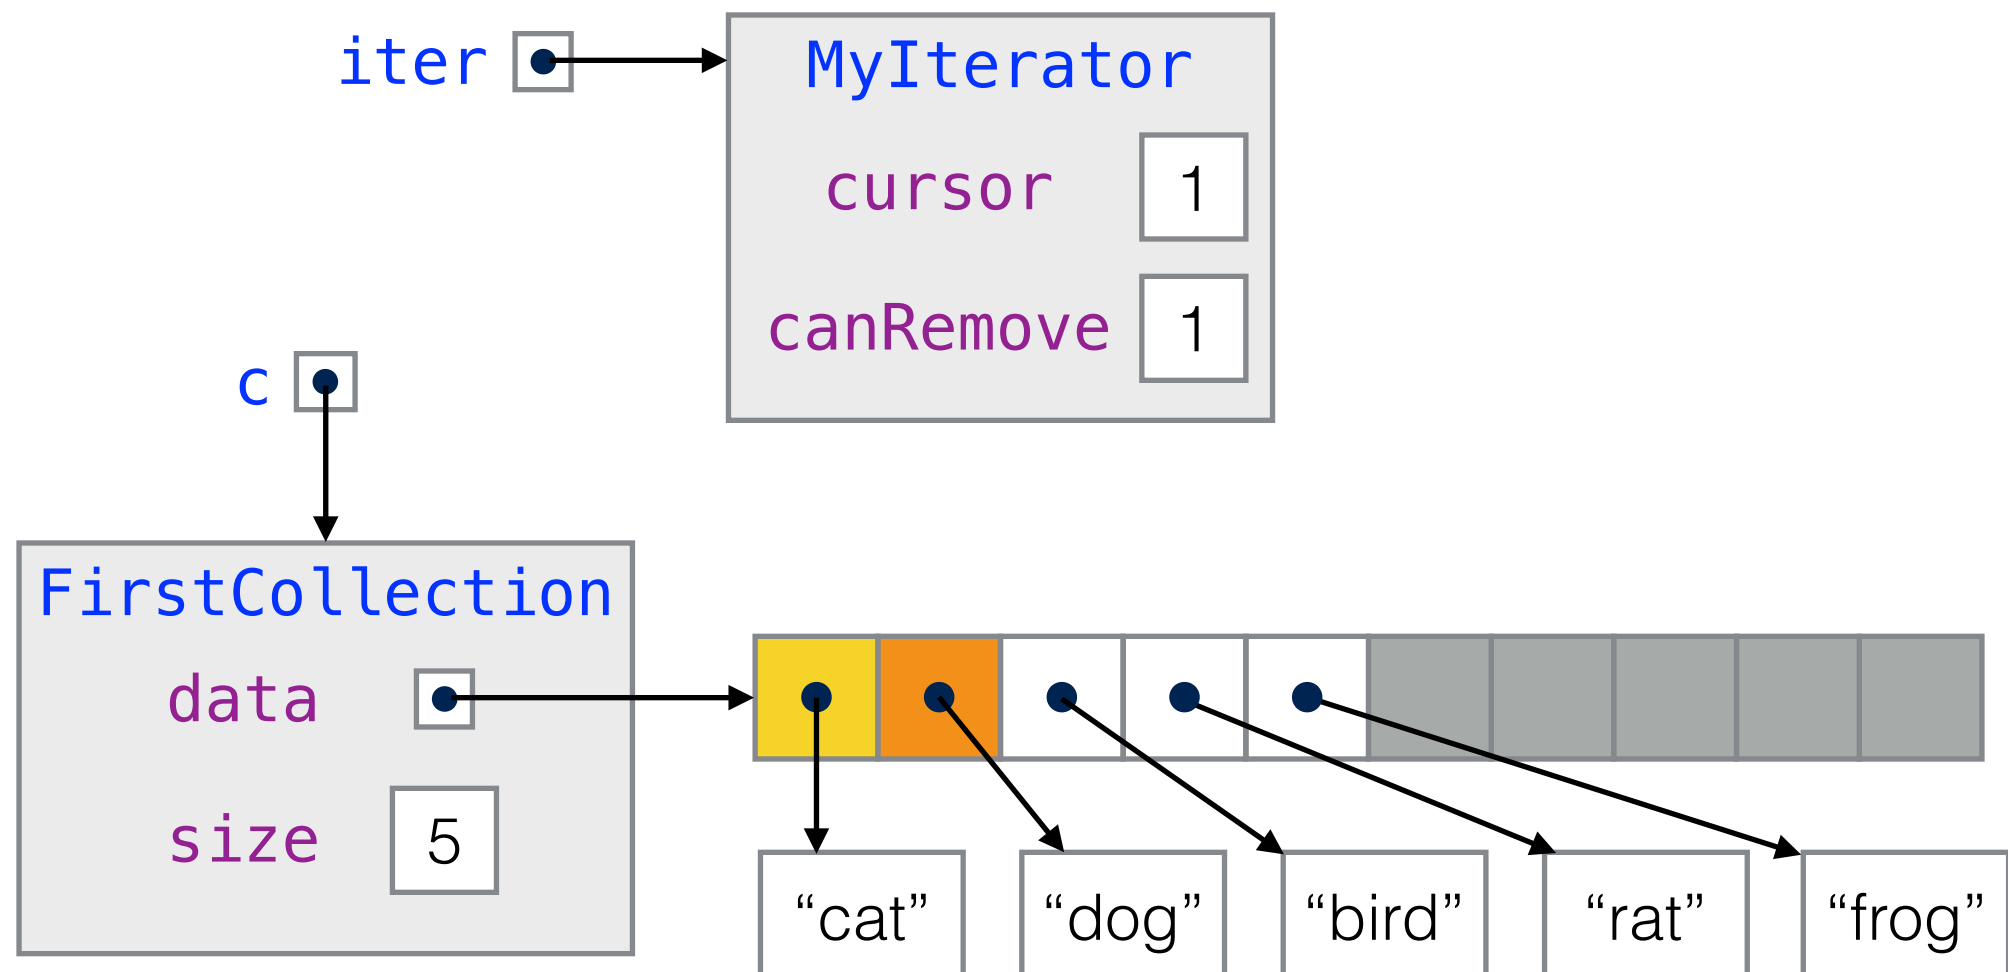 iter
MyIterator
cursor 1
canRemove 1
c
FirstCollection
data
size 5
“cat” “dog” “bird” “rat” “frog”